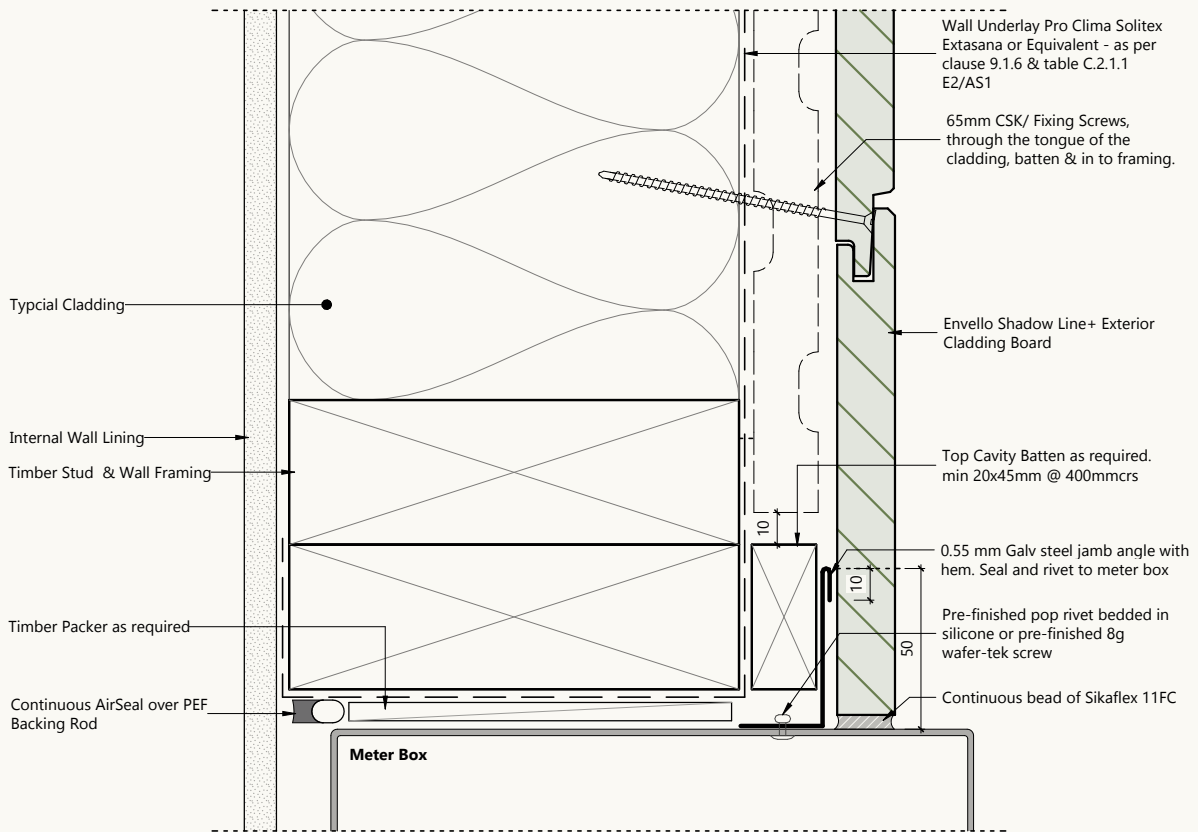 Wall Underlay Pro Clima Solitex
Extasana or Equivalent - as per
clause 9.1.6 & table C.2.1.1
E2/AS1
65mm CSK/ Fixing Screws,
through the tongue of the
cladding, batten & in to framing.
Typcial Cladding
Envello Shadow Line+ Exterior
Cladding Board
Internal Wall Lining
Timber Stud & Wall Framing
Top Cavity Batten as required.
min 20x45mm @ 400mmcrs
10
0.55 mm Galv steel jamb angle with
hem. Seal and rivet to meter box
10
50
Pre-finished pop rivet bedded in
silicone or pre-finished 8g
wafer-tek screw
Timber Packer as required
Continuous AirSeal over PEF
Backing Rod
Continuous bead of Sikaflex 11FC
Meter Box